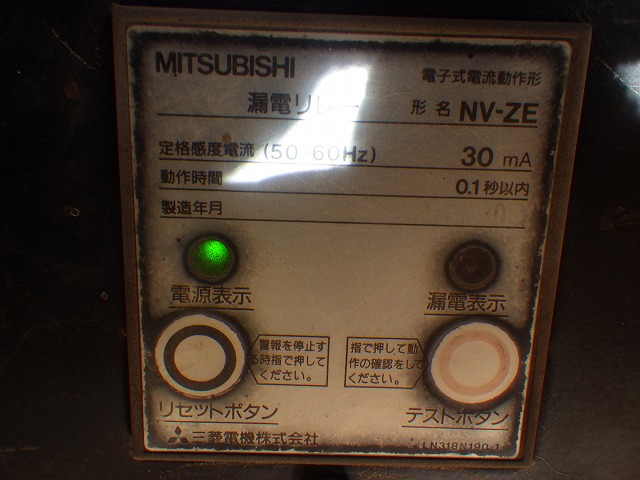 MITSUBISHI
電子式電流動作形
漏電リレー 形名 NV-ZE
定格感度電流 (50-60Hz) 30 mA
動作時間 0.1秒以内
製造年月
電源表示 漏電表示
警報を停止す
る時指で押して
ください。
指で押して動
作の確認をして
ください。
リセットボタン テストボタン
三菱電機株式会社